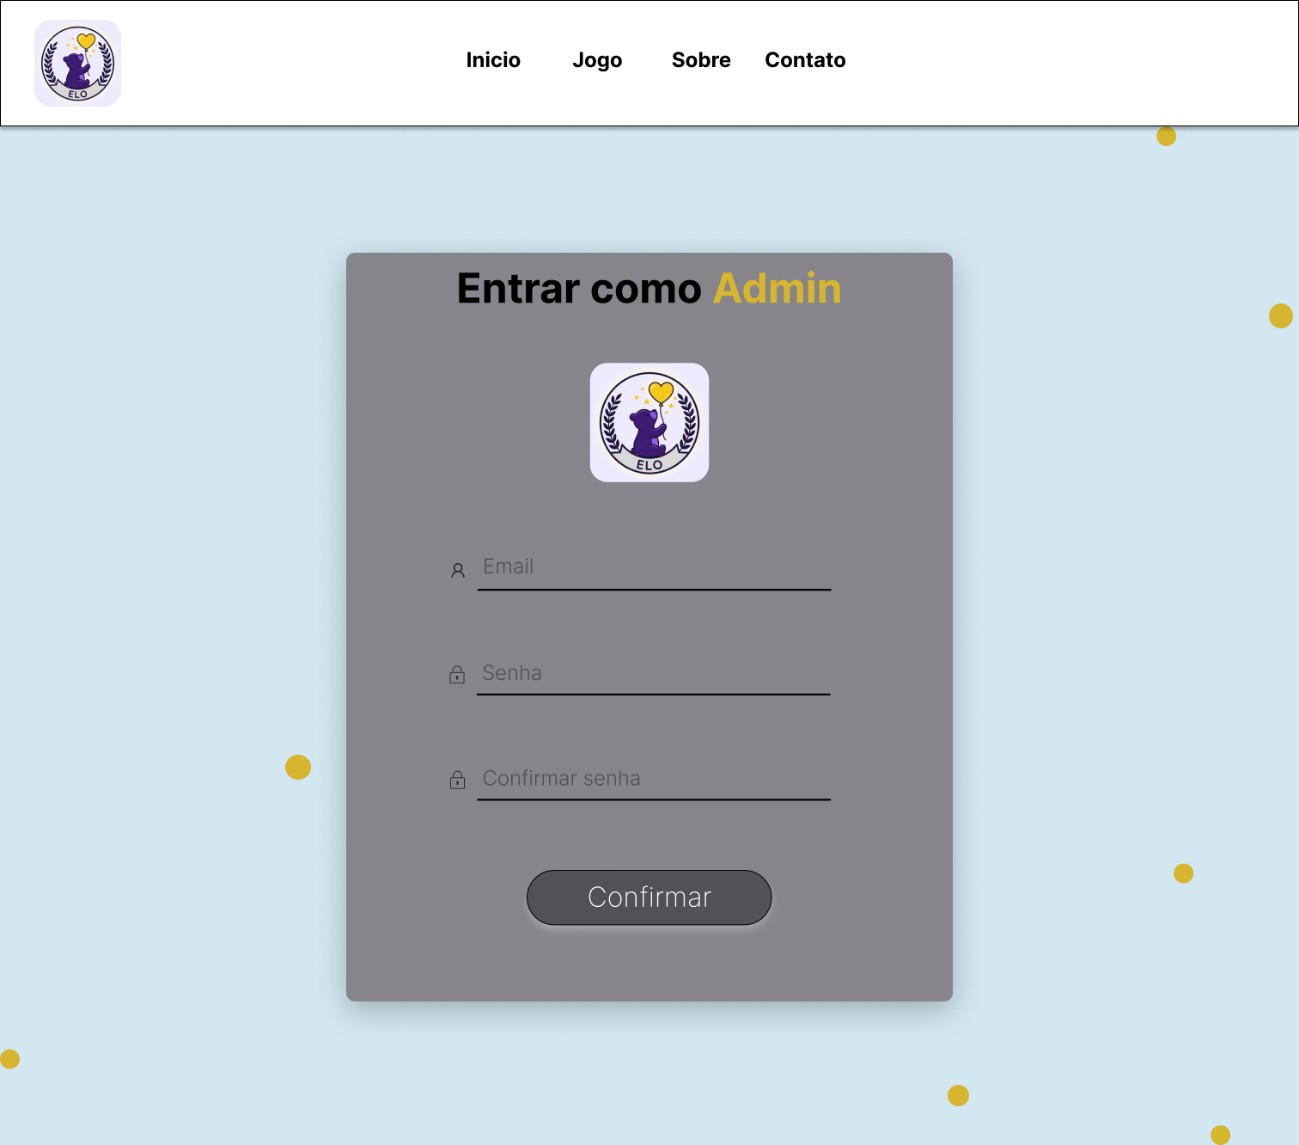 ELO
Inicio Jogo Sobre Contato
Entrar como Admin
ELO
Email
Senha
Confirmar senha
Confirmar